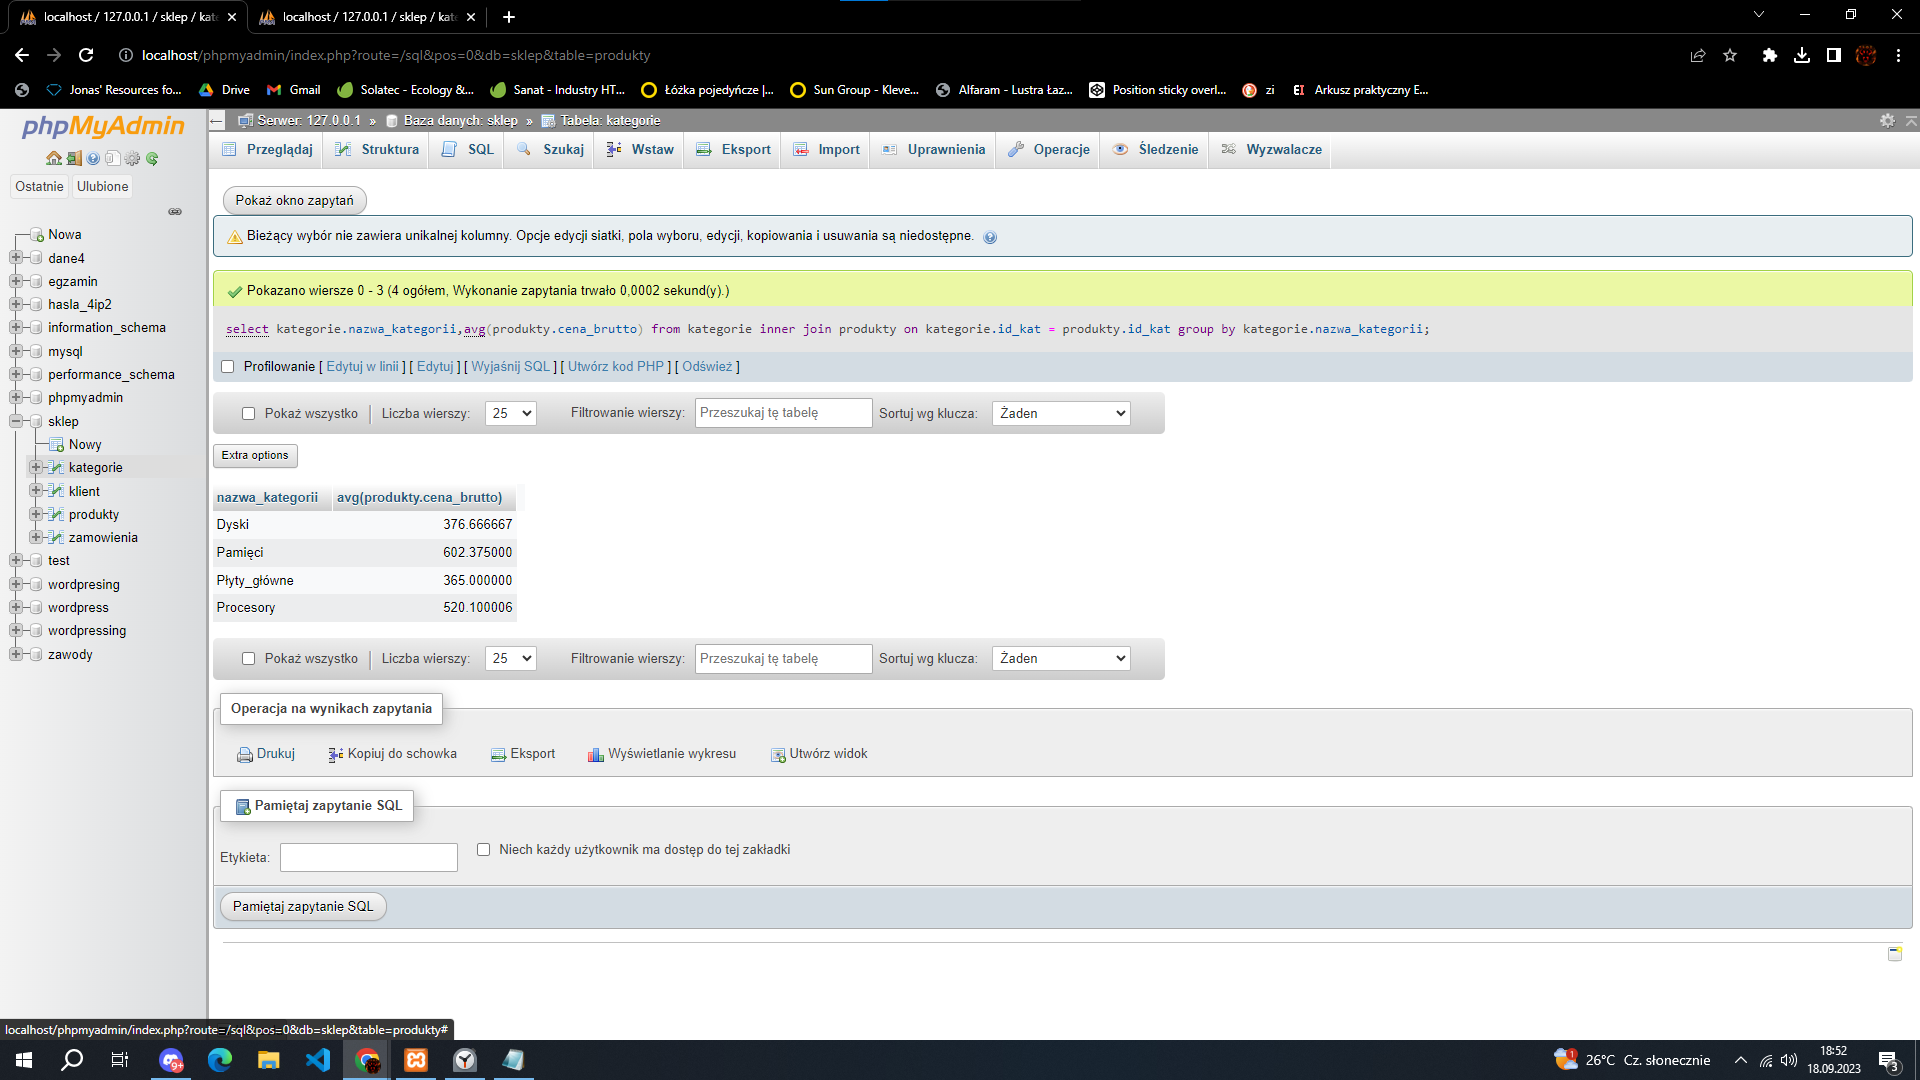 localhost / 127.0.0.1 / sklep / kate
localhost / 127.0.0.1 / sklep / kate
localhost/phpmyadmin/index.php?route=/sql&pos=0&db=sklep&table=produkty
Jonas' Resources fo...
Drive
Gmail
Solatec - Ecology &...
Sanat - Industry HT...
Łóżka pojedyńcze |...
Sun Group - Kleve...
Alfaram - Lustra Łaz...
Position sticky overl...
zi
EI Arkusz praktyczny E...
phpMyAdmin
Ostatnie
Ulubione
Nowa
dane4
egzamin
hasla_4ip2
information_schema
mysql
performance_schema
phpmyadmin
sklep
Nowy
kategorie
klient
produkty
zamowienia
test
wordpresing
wordpress
wordpressing
zawody
Serwer: 127.0.0.1 » Baza danych: sklep » Tabela: kategorie
Przeglądaj
Struktura
SQL
Szukaj
Wstaw
Eksport
Import
Uprawnienia
Operacje
Śledzenie
Wyzwalacze
Pokaż okno zapytań
Bieżący wybór nie zawiera unikalnej kolumny. Opcje edycji siatki, pola wyboru, edycji, kopiowania i usuwania są niedostępne.
Pokazano wiersze 0 - 3 (4 ogółem, Wykonanie zapytania trwało 0,0002 sekund(y).)
select kategorie.nazwa_kategorii,avg(produkty.cena_brutto) from kategorie inner join produkty on kategorie.id_kat = produkty.id_kat group by kategorie.nazwa_kategorii;
Profilowanie [ Edytuj w linii ] [ Edytuj ] [ Wyjaśnij SQL ] [ Utwórz kod PHP ] [ Odśwież ]
Pokaż wszystko | Liczba wierszy: 25 Filtrowanie wierszy: Przeszukaj tę tabelę Sortuj wg klucza: Żaden
Extra options
nazwa_kategorii avg(produkty.cena_brutto)
Dyski 376.666667
Pamięci 602.375000
Płyty_główne 365.000000
Procesory 520.100006
Pokaż wszystko | Liczba wierszy: 25 Filtrowanie wierszy: Przeszukaj tę tabelę Sortuj wg klucza: Żaden
Operacja na wynikach zapytania
Drukuj
Kopiuj do schowka
Eksport
Wyświetlanie wykresu
Utwórz widok
Pamiętaj zapytanie SQL
Etykieta:
Niech każdy użytkownik ma dostęp do tej zakładki
Pamiętaj zapytanie SQL
localhost/phpmyadmin/index.php?route=/sql&pos=0&db=sklep&table=produkty#
9+
1
26°C Cz. słonecznie
18:52
18.09.2023
3